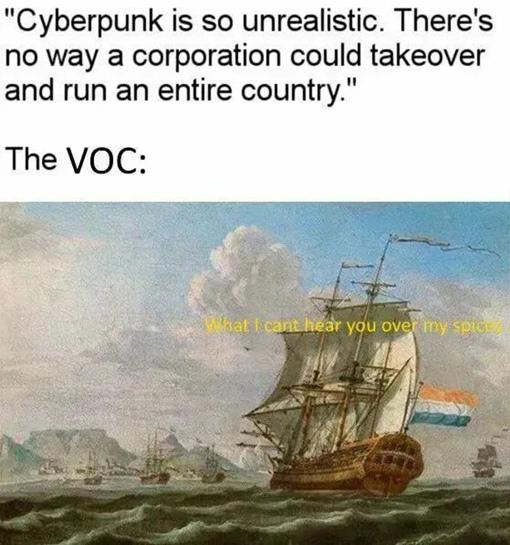 "Cyberpunk is so unrealistic. There's
no way a corporation could takeover
and run an entire country."
The VOC:
What I cant hear you over my spices